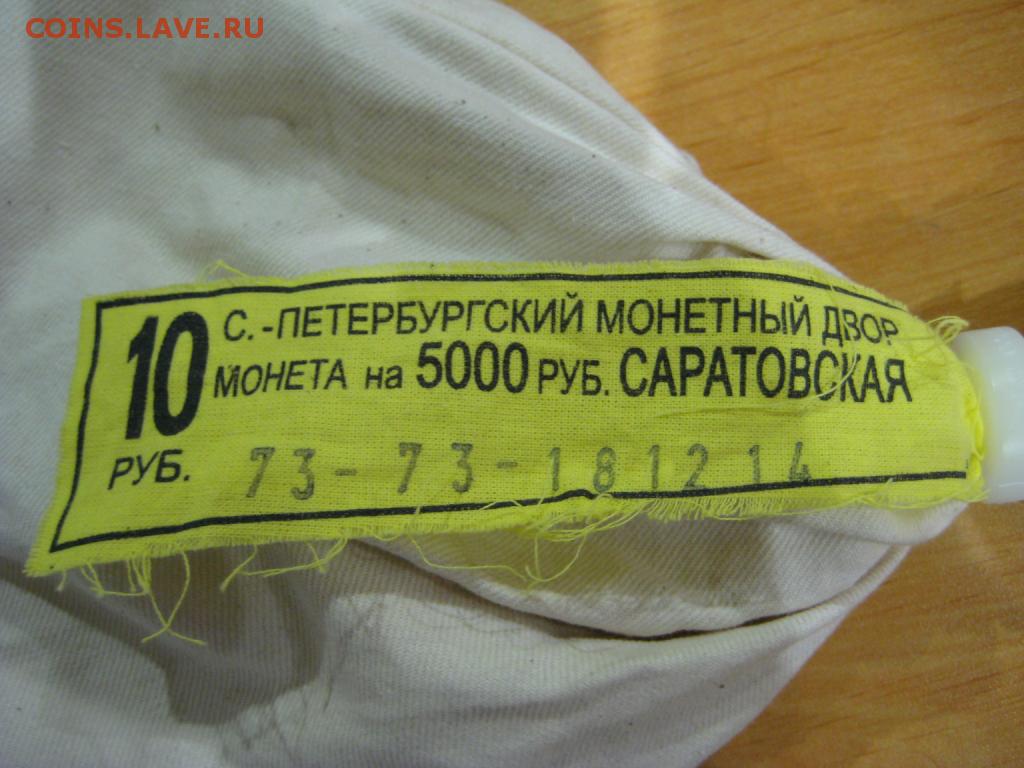 COINS.LAVE.RU
10 РУБ.
С.-ПЕТЕРБУРГСКИЙ МОНЕТНЫЙ ДВОР
МОНЕТА на 5000 РУБ. САРАТОВСКАЯ
73-73-181214